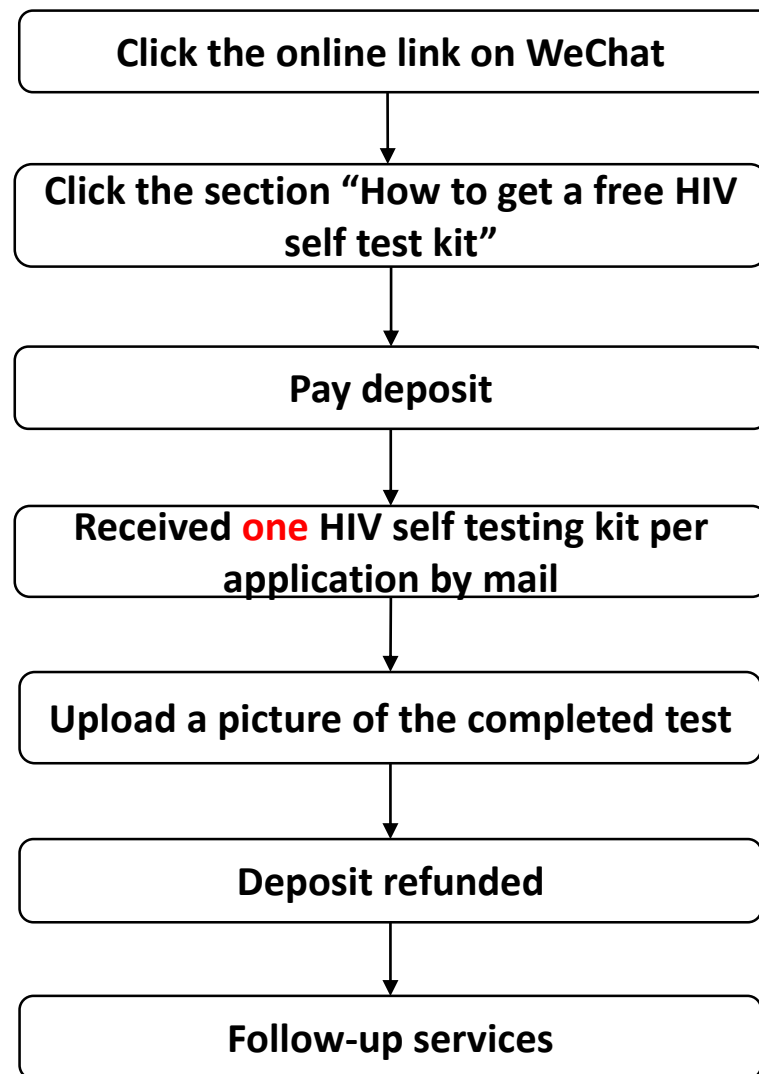 Click the online link on WeChat
Click the section “How to get a free HIV
self test kit”
Pay deposit
Received one HIV self testing kit per
application by mail
Upload a picture of the completed test
Deposit refunded
Follow-up services